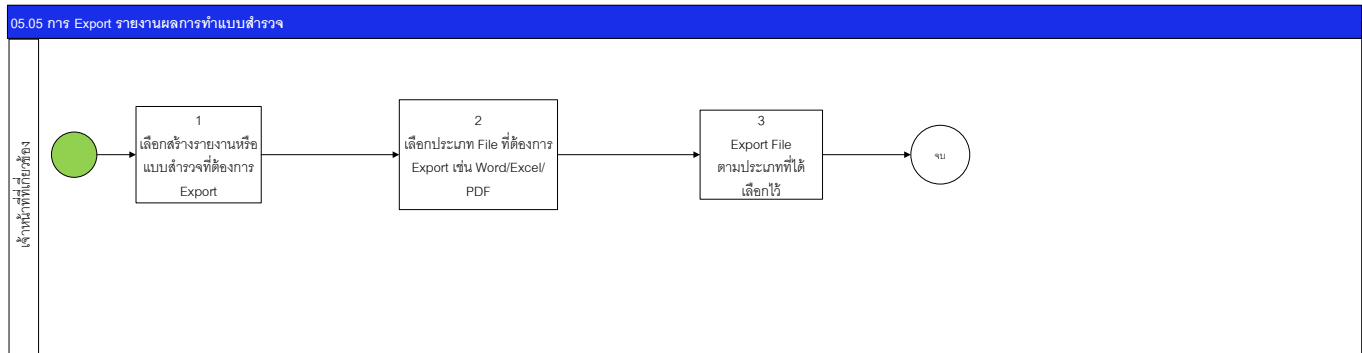 05.05 การ Export รายงานผลการทำแบบสำรวจ
เจ้าหน้าที่ที่เกี่ยวข้อง
1
เลือกสร้างรายงานหรือ
แบบสำรวจที่ต้องการ
Export
2
เลือกประเภท File ที่ต้องการ
Export เช่น Word/Excel/
PDF
3
Export File
ตามประเภทที่ได้
เลือกไว้
จบ